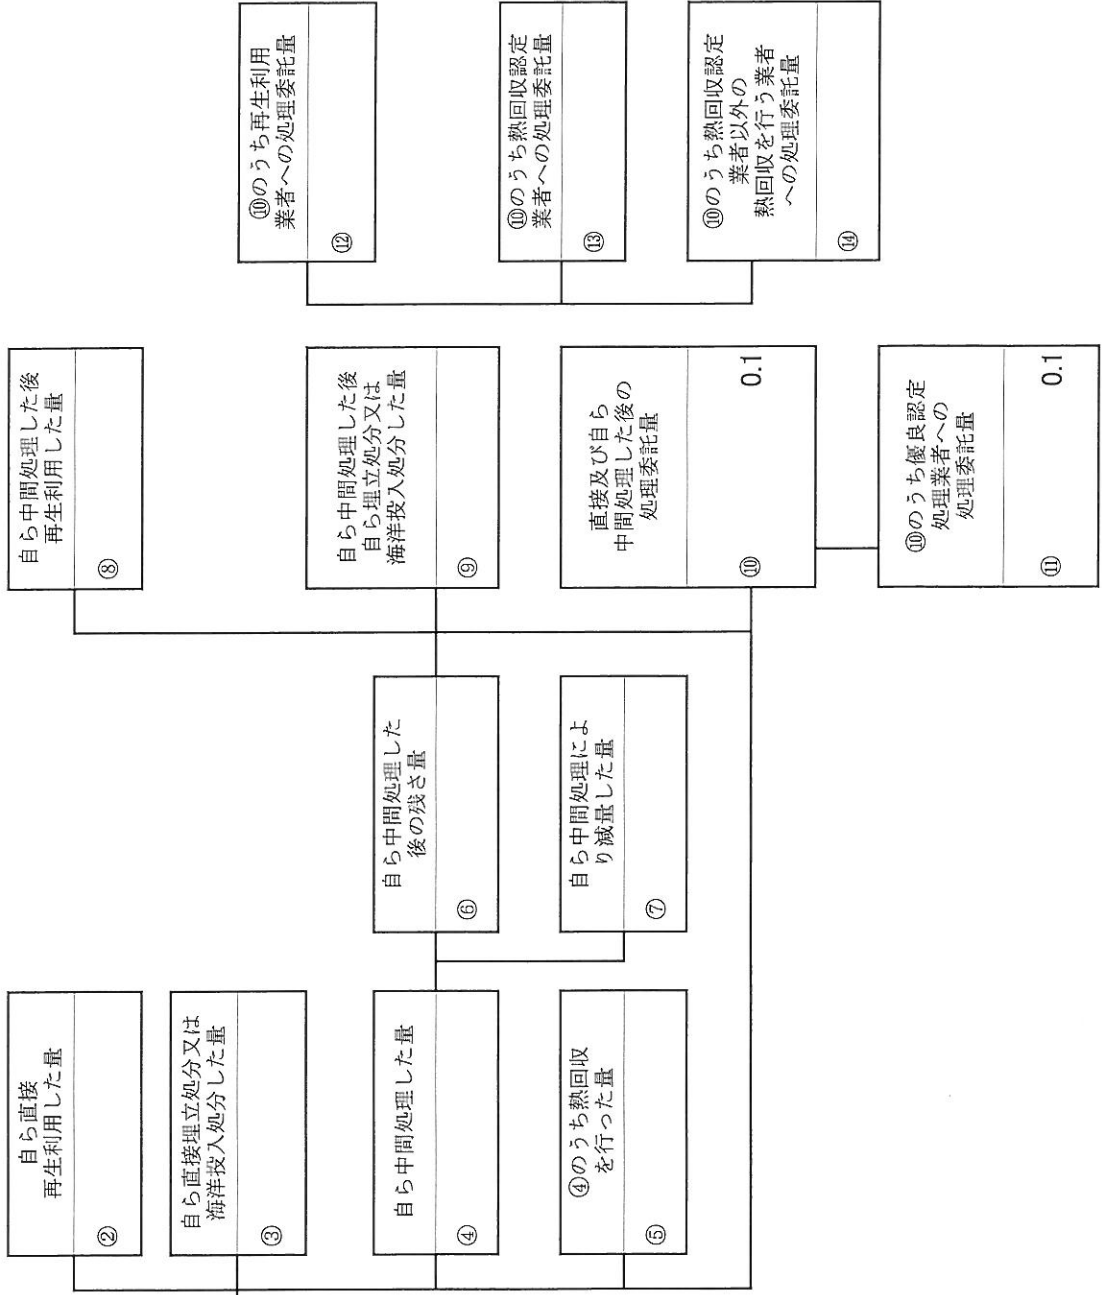 自ら直接
再生利用した量
②
自ら直接埋立処分又は
海洋投入処分した量
③
自ら中間処理した量
④
④のうち熱回収
を行った量
⑤
自ら中間処理した
後の残さ量
⑥
自ら中間処理によ
り減量した量
⑦
自ら中間処理した後
再生利用した量
⑧
自ら中間処理した後
自ら埋立処分又は
海洋投入処分した量
⑨
直接及び自ら
中間処理した後の
処理委託量
⑩ 0.1
⑩のうち優良認定
処理業者への
処理委託量
⑪ 0.1
⑩のうち再生利用
業者への処理委託量
⑫
⑩のうち熱回収認定
業者への処理委託量
⑬
⑩のうち熱回収認定
業者以外の
熱回収を行う業者
への処理委託量
⑭